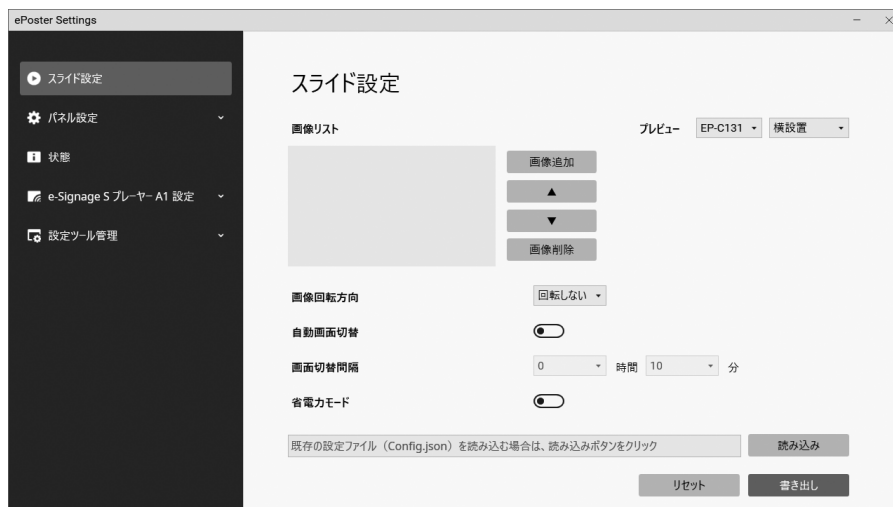 ePoster Settings
スライド設定
パネル設定
状態
e-Signage S プレーヤー A1 設定
設定ツール管理
スライド設定
画像リスト
プレビュー EP-C131 横設置
画像追加
▲
▼
画像削除
画像回転方向 回転しない
自動画面切替
画面切替間隔 0 時間 10 分
省電力モード
既存の設定ファイル（Config.json）を読み込む場合は、読み込みボタンをクリック 読み込み
リセット 書き出し